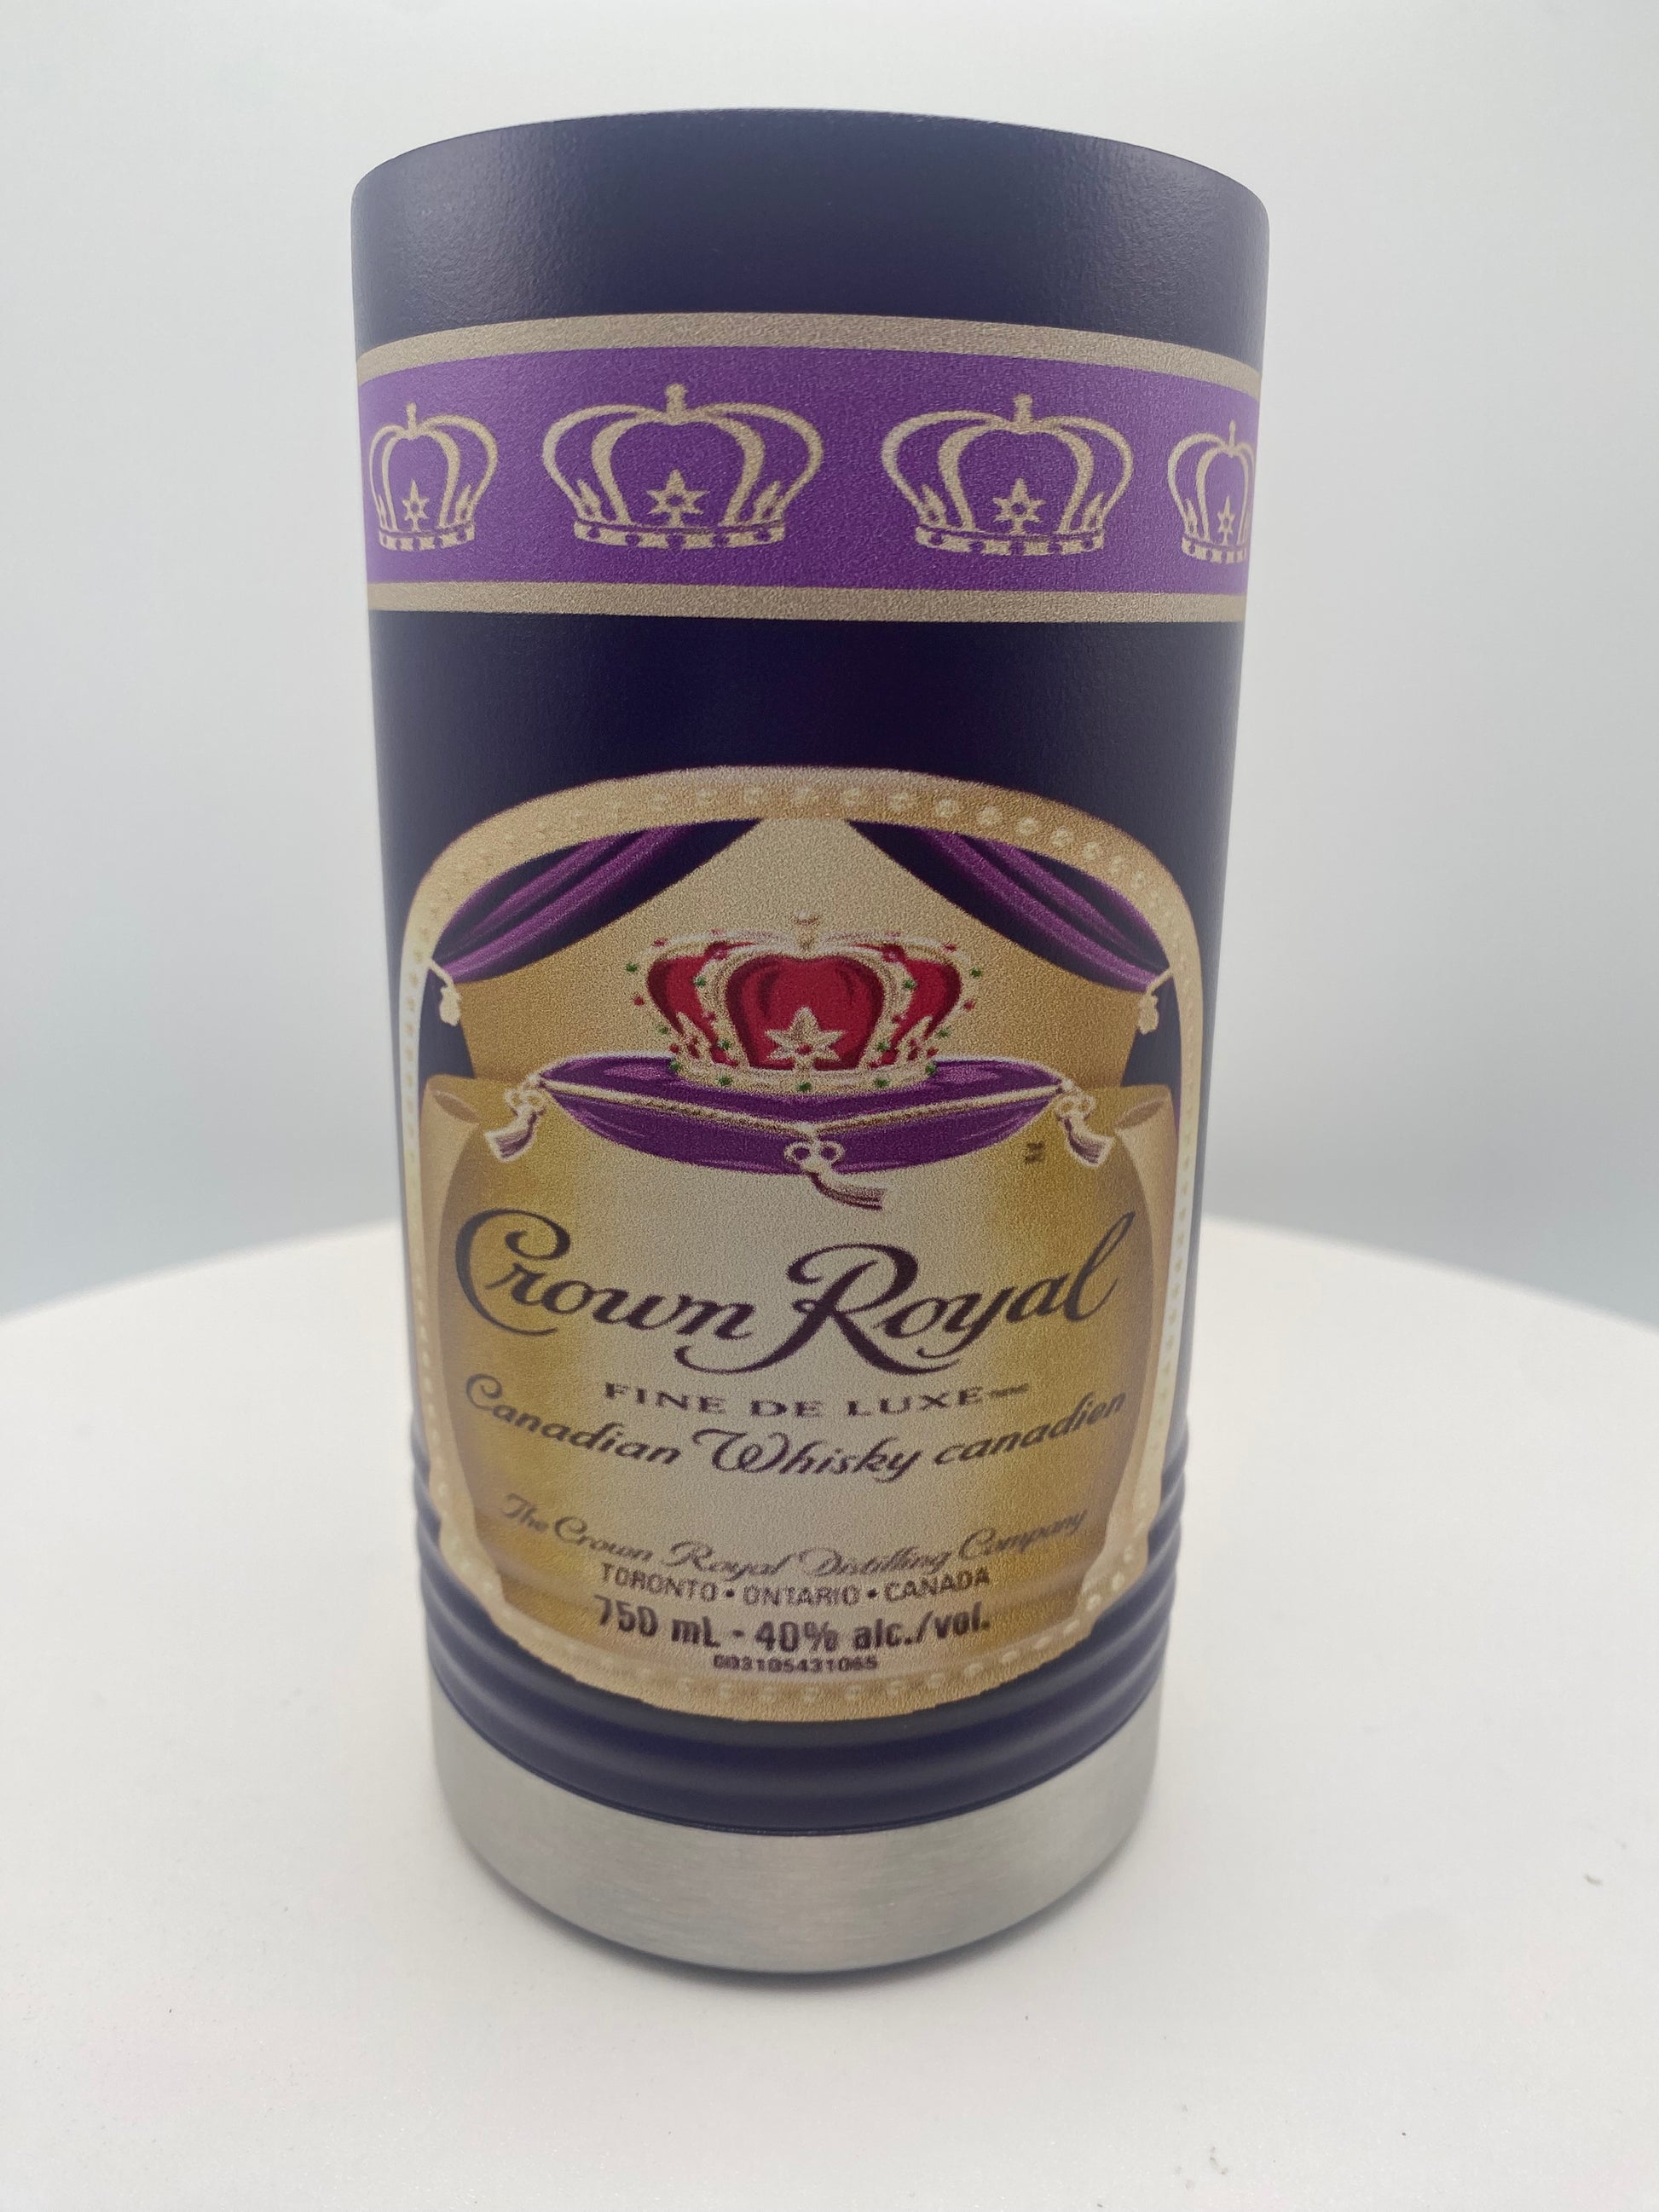 Crown Royal
FINE DE LUXE
Canadian Whisky canadien
The Crown Royal Distilling Company
TORONTO • ONTARIO • CANADA
750 mL - 40% alc./vol.